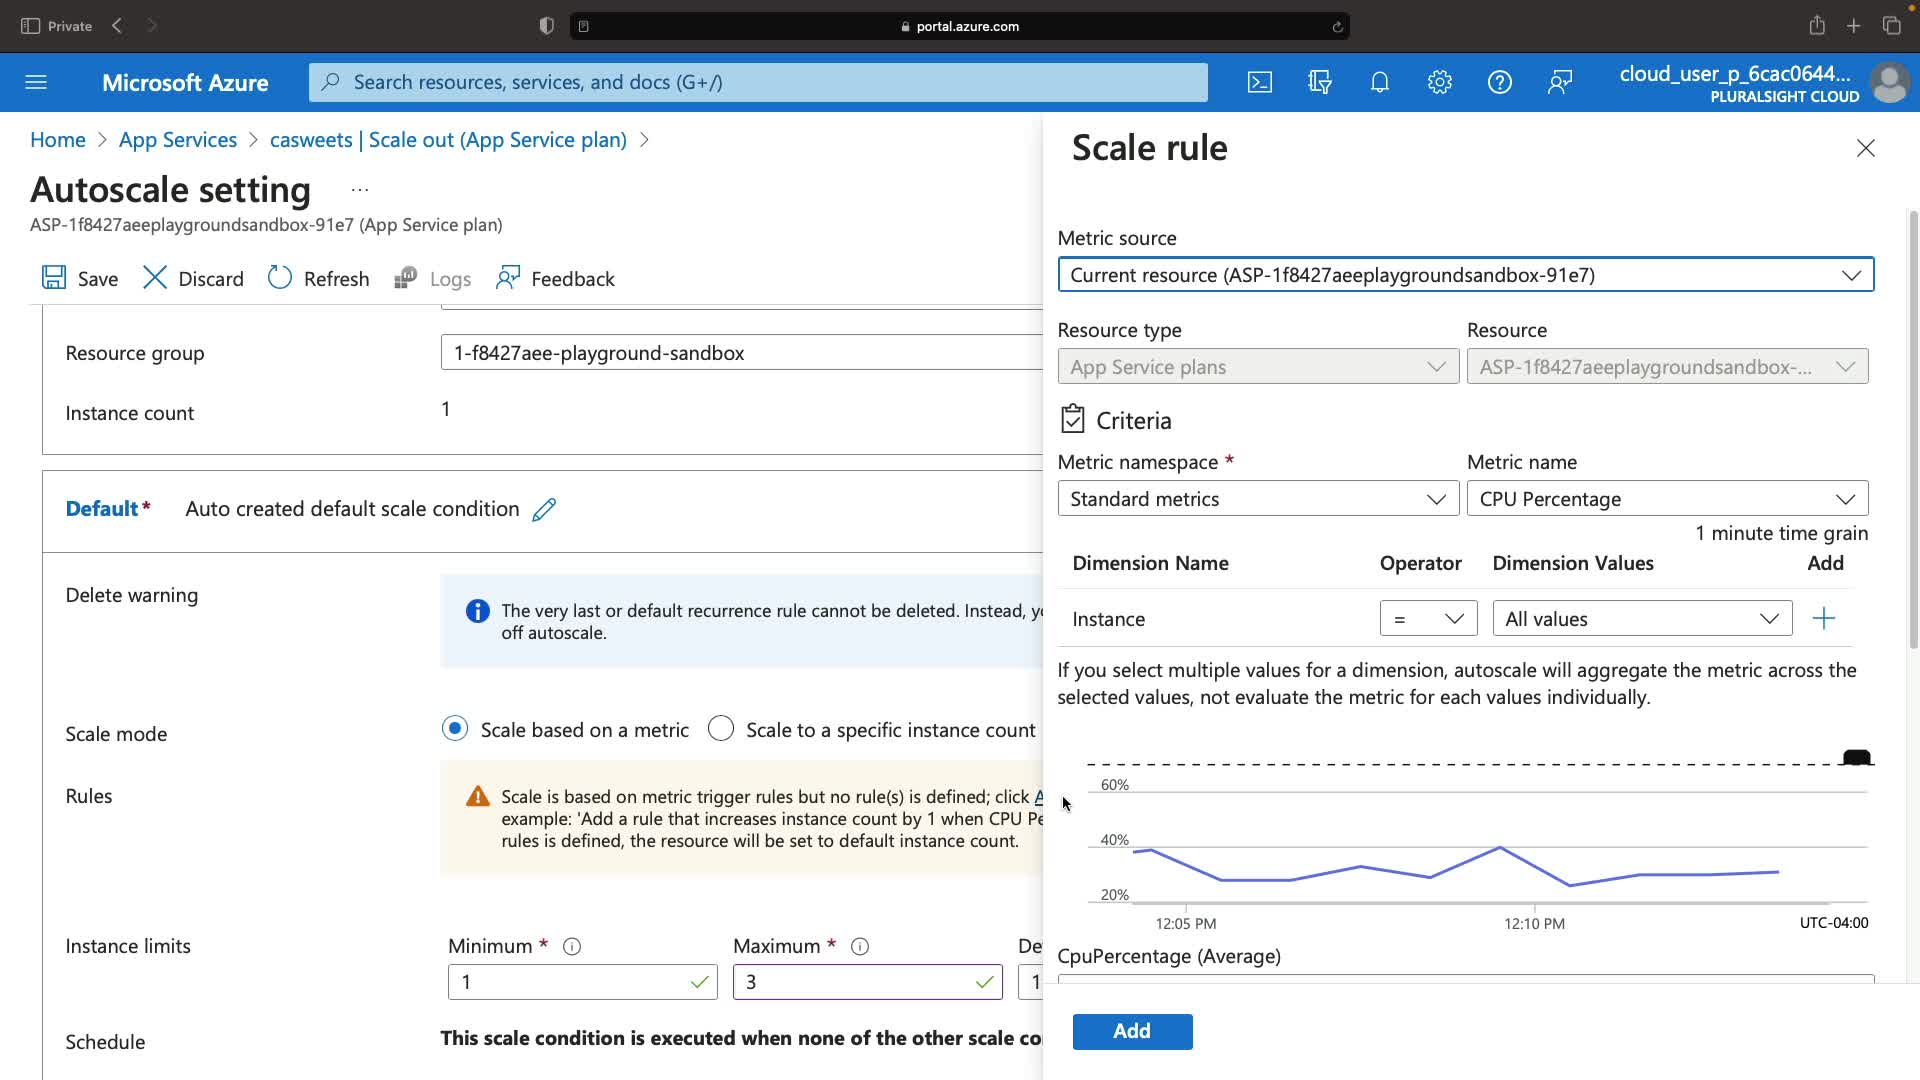 Private
portal.azure.com
Microsoft Azure
Search resources, services, and docs (G+/)
cloud_user_p_6cac0644...
PLURALSIGHT CLOUD
Home > App Services > casweets | Scale out (App Service plan) >
Autoscale setting ...
ASP-1f8427aeeplaygroundsandbox-91e7 (App Service plan)
Save Discard Refresh Logs Feedback
Resource group 1-f8427aee-playground-sandbox
Instance count 1
Default* Auto created default scale condition
Delete warning
The very last or default recurrence rule cannot be deleted. Instead,
off autoscale.
Scale mode Scale based on a metric Scale to a specific instance count
Rules
Scale is based on metric trigger rules but no rule(s) is defined; click
example: 'Add a rule that increases instance count by 1 when CPU
rules is defined, the resource will be set to default instance count.
Instance limits
Minimum * Maximum *
1 3 1
Schedule This scale condition is executed when none of the other scale
Scale rule
Metric source
Current resource (ASP-1f8427aeeplaygroundsandbox-91e7)
Resource type Resource
App Service plans ASP-1f8427aeeplaygroundsandbox-...
Criteria
Metric namespace * Metric name
Standard metrics CPU Percentage
1 minute time grain
Dimension Name Operator Dimension Values Add
Instance = All values +
If you select multiple values for a dimension, autoscale will aggregate the metric across the
selected values, not evaluate the metric for each values individually.
60%
40%
20%
12:05 PM 12:10 PM UTC-04:00
CpuPercentage (Average)
Add